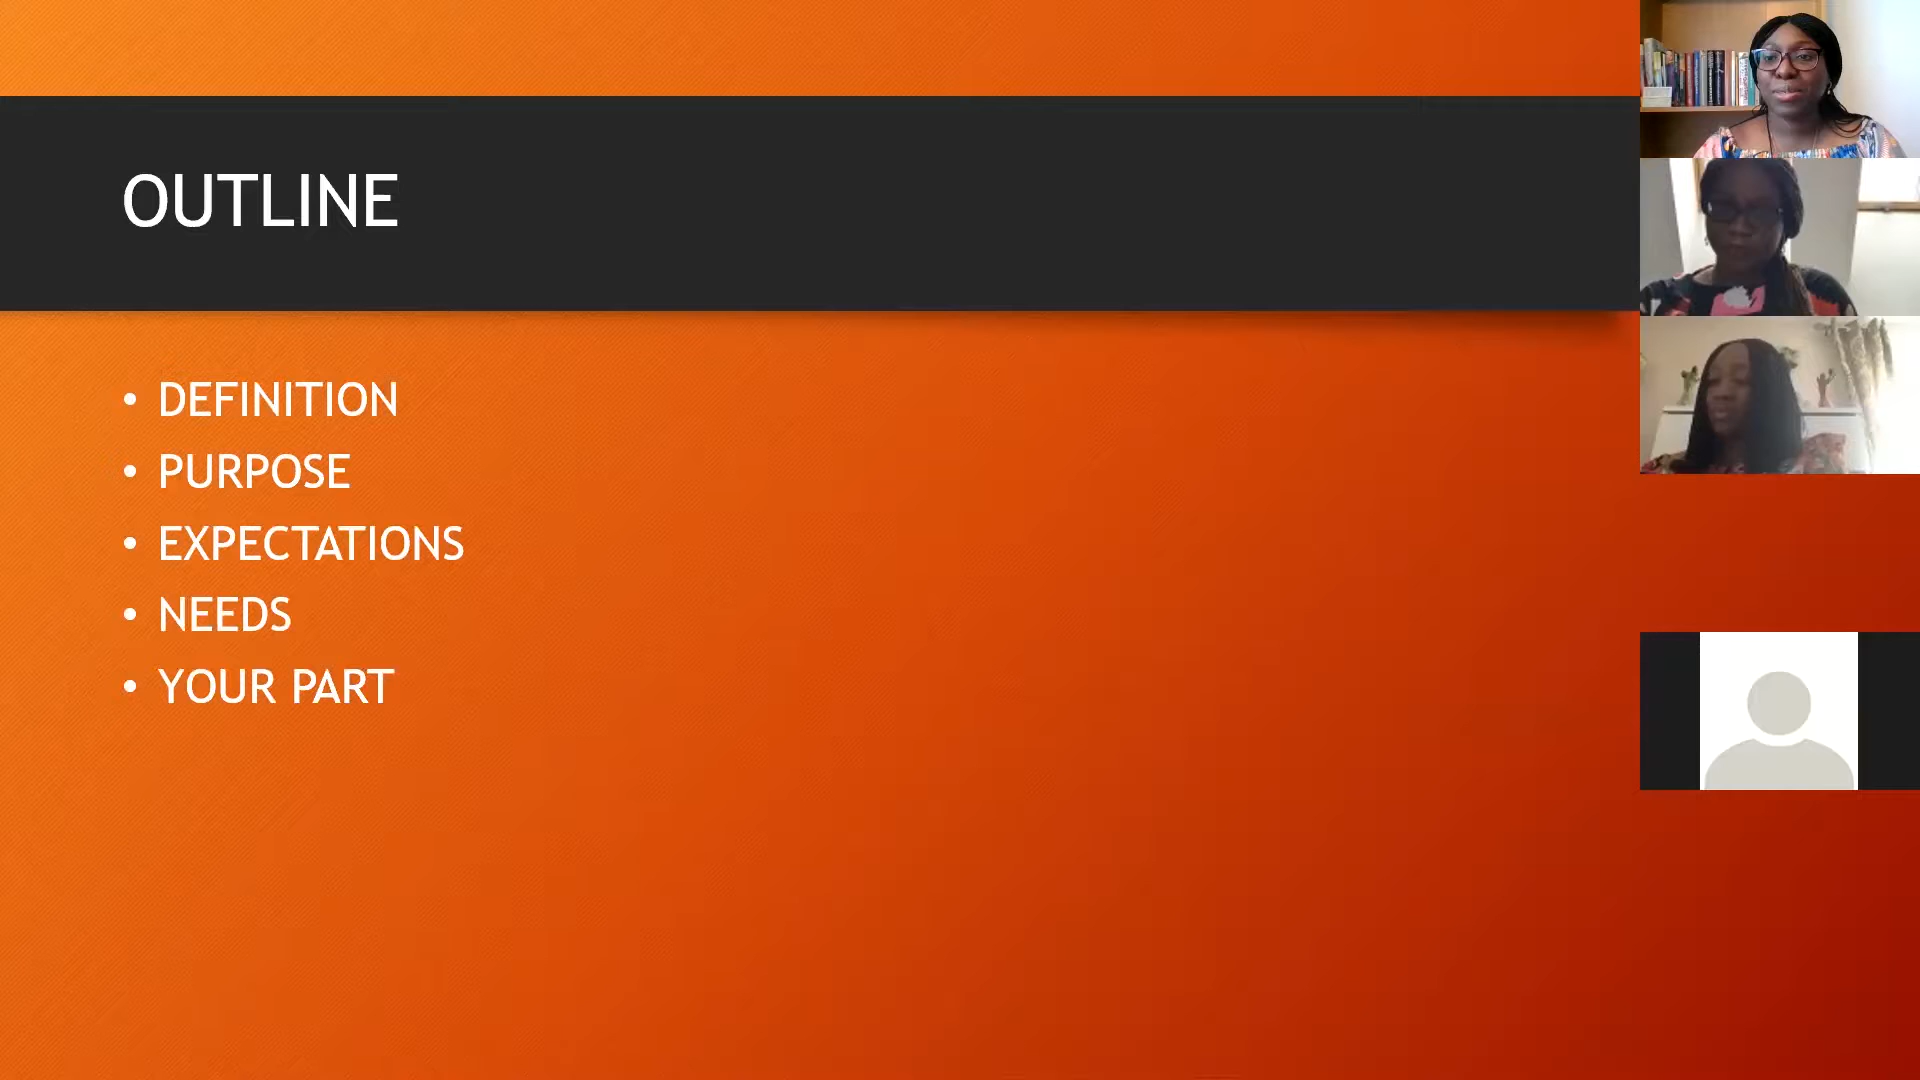 OUTLINE
• DEFINITION
• PURPOSE
• EXPECTATIONS
• NEEDS
• YOUR PART